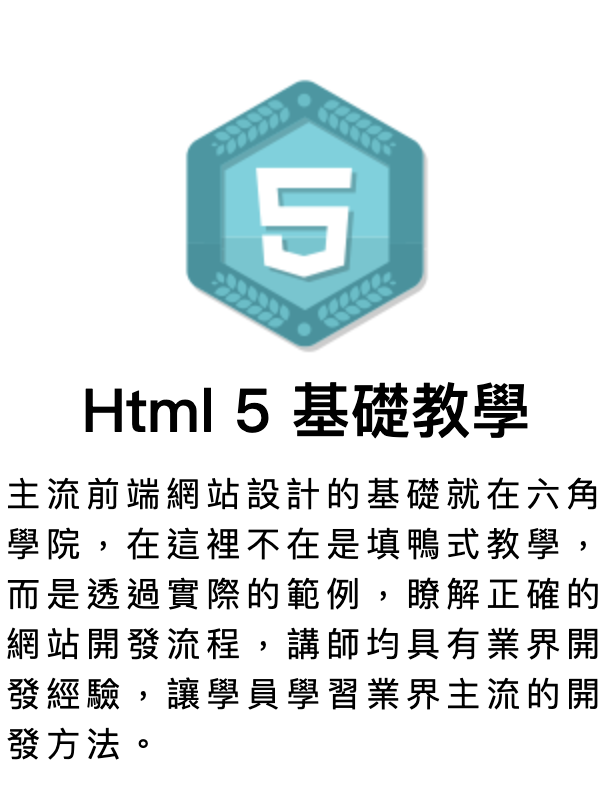 5
Html 5 基礎教學
主流前端網站設計的基礎就在六角
學院，在這裡不在是填鴨式教學，
而是透過實際的範例，瞭解正確的
網站開發流程，講師均具有業界開
發經驗，讓學員學習業界主流的開
發方法。